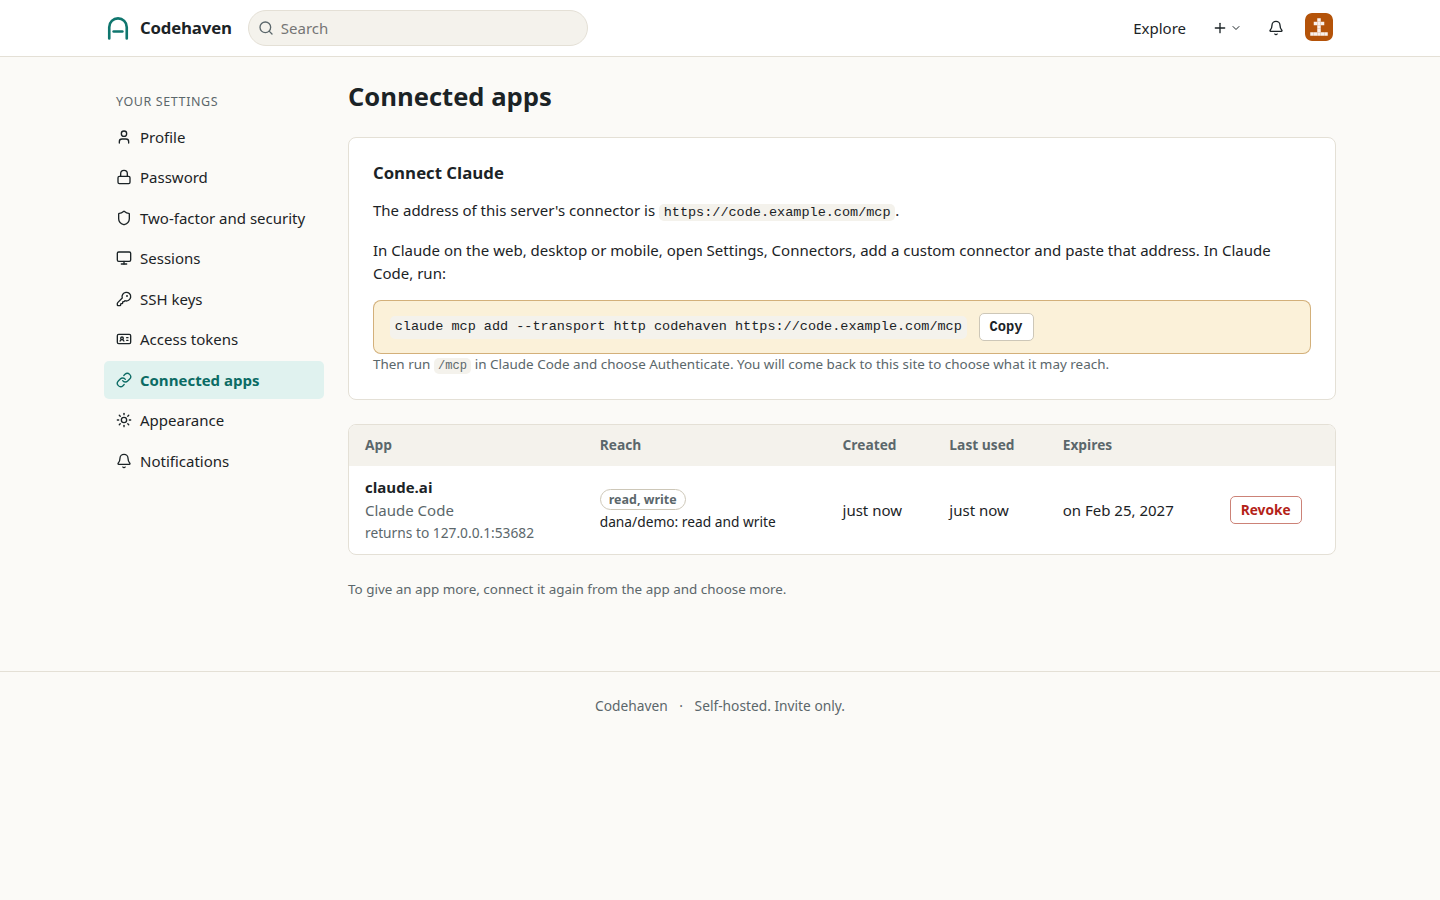 Codehaven
Search
Explore
YOUR SETTINGS
Profile
Password
Two-factor and security
Sessions
SSH keys
Access tokens
Connected apps
Appearance
Notifications
Connected apps
Connect Claude
The address of this server's connector is https://code.example.com/mcp.
In Claude on the web, desktop or mobile, open Settings, Connectors, add a custom connector and paste that address. In Claude
Code, run:
claude mcp add --transport http codehaven https://code.example.com/mcp Copy
Then run /mcp in Claude Code and choose Authenticate. You will come back to this site to choose what it may reach.
App Reach Created Last used Expires
claude.ai
Claude Code
returns to 127.0.0.1:53682
read, write
dana/demo: read and write
just now
just now
on Feb 25, 2027
Revoke
To give an app more, connect it again from the app and choose more.
Codehaven · Self-hosted. Invite only.